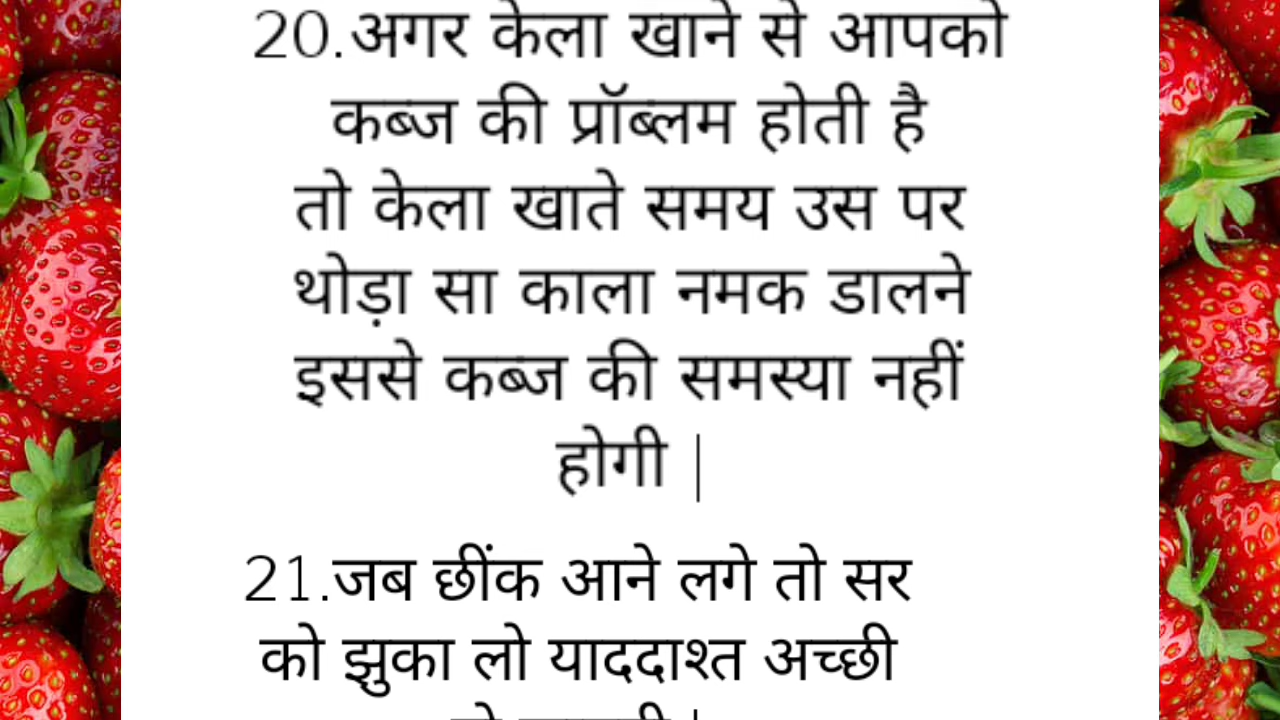 20.अगर केला खाने से आपको
कब्ज की प्रॉब्लम होती है
तो केला खाते समय उस पर
थोड़ा सा काला नमक डालने
इससे कब्ज की समस्या नहीं
होगी |
21.जब छींक आने लगे तो सर
को झुका लो याददाश्त अच्छी